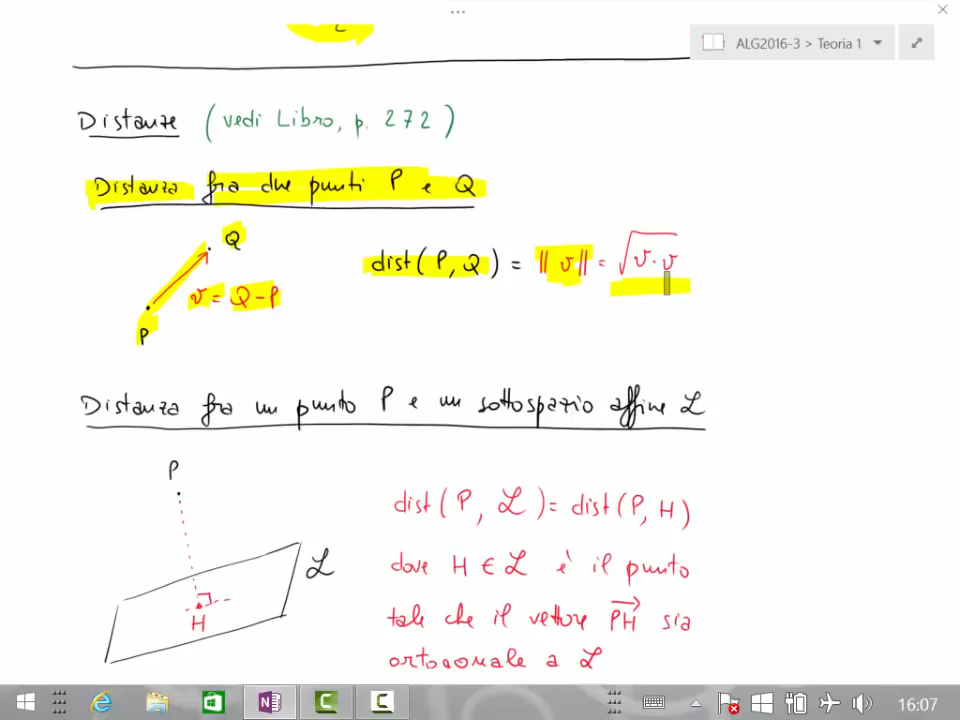 ALG2016-3 > Teoria 1
Distanze (vedi Libro, p. 272)
Distanza fra due punti P e Q
Q
dist(P, Q) = ‖v‖ = √v·v
v = Q-P
P
Distanza fra un punto P e un sottospazio affine ℒ
P
dist(P, ℒ) = dist(P, H)
ℒ
dove H ∈ ℒ è il punto
H
tale che il vettore PH⃗ sia
ortogonale a ℒ
16:07